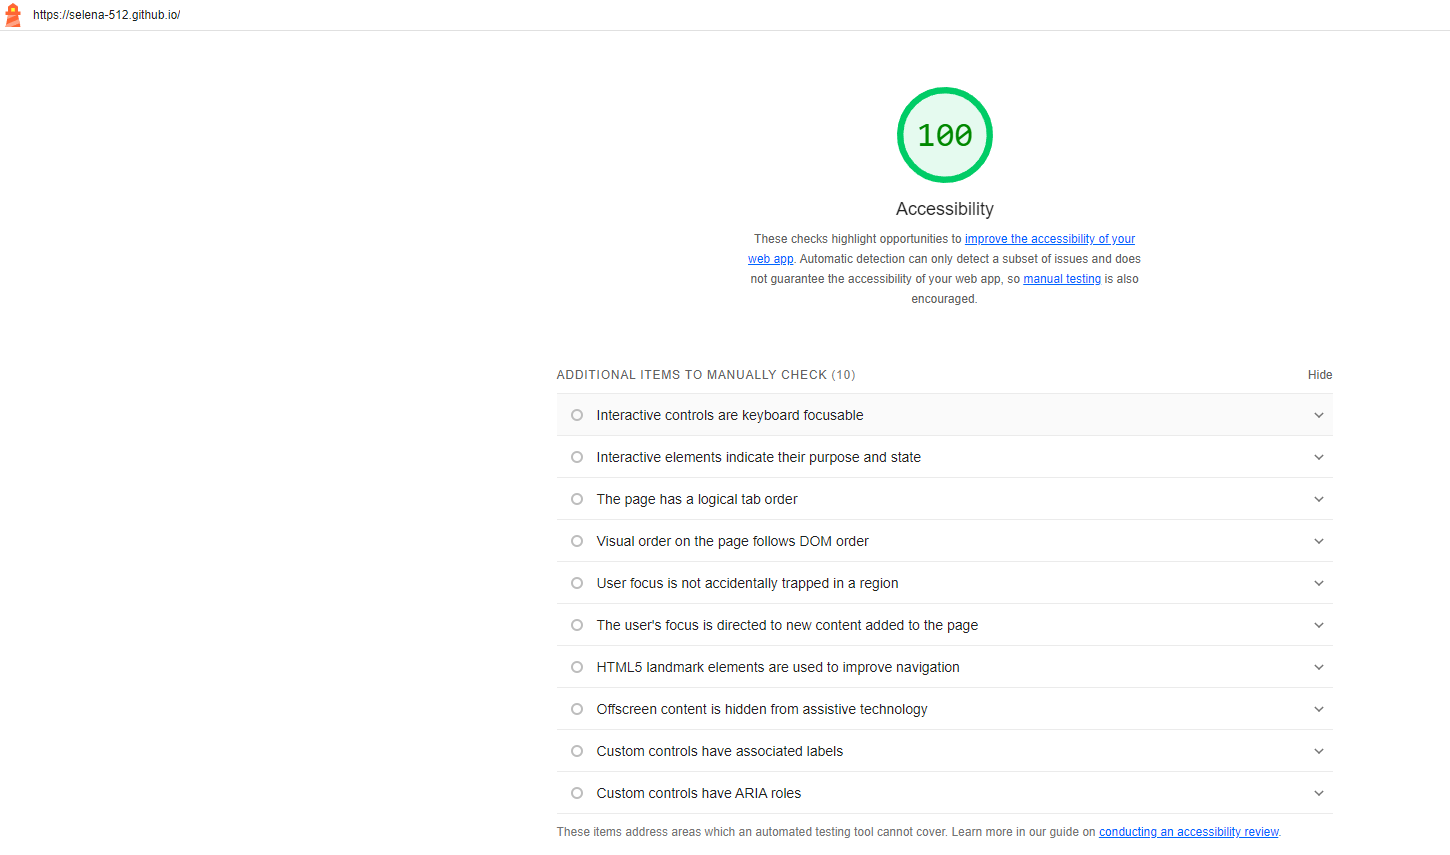 https://selena-512.github.io/
100
Accessibility
These checks highlight opportunities to improve the accessibility of your
web app. Automatic detection can only detect a subset of issues and does
not guarantee the accessibility of your web app, so manual testing is also
encouraged.
ADDITIONAL ITEMS TO MANUALLY CHECK (10) Hide
Interactive controls are keyboard focusable
Interactive elements indicate their purpose and state
The page has a logical tab order
Visual order on the page follows DOM order
User focus is not accidentally trapped in a region
The user's focus is directed to new content added to the page
HTML5 landmark elements are used to improve navigation
Offscreen content is hidden from assistive technology
Custom controls have associated labels
Custom controls have ARIA roles
These items address areas which an automated testing tool cannot cover. Learn more in our guide on conducting an accessibility review.